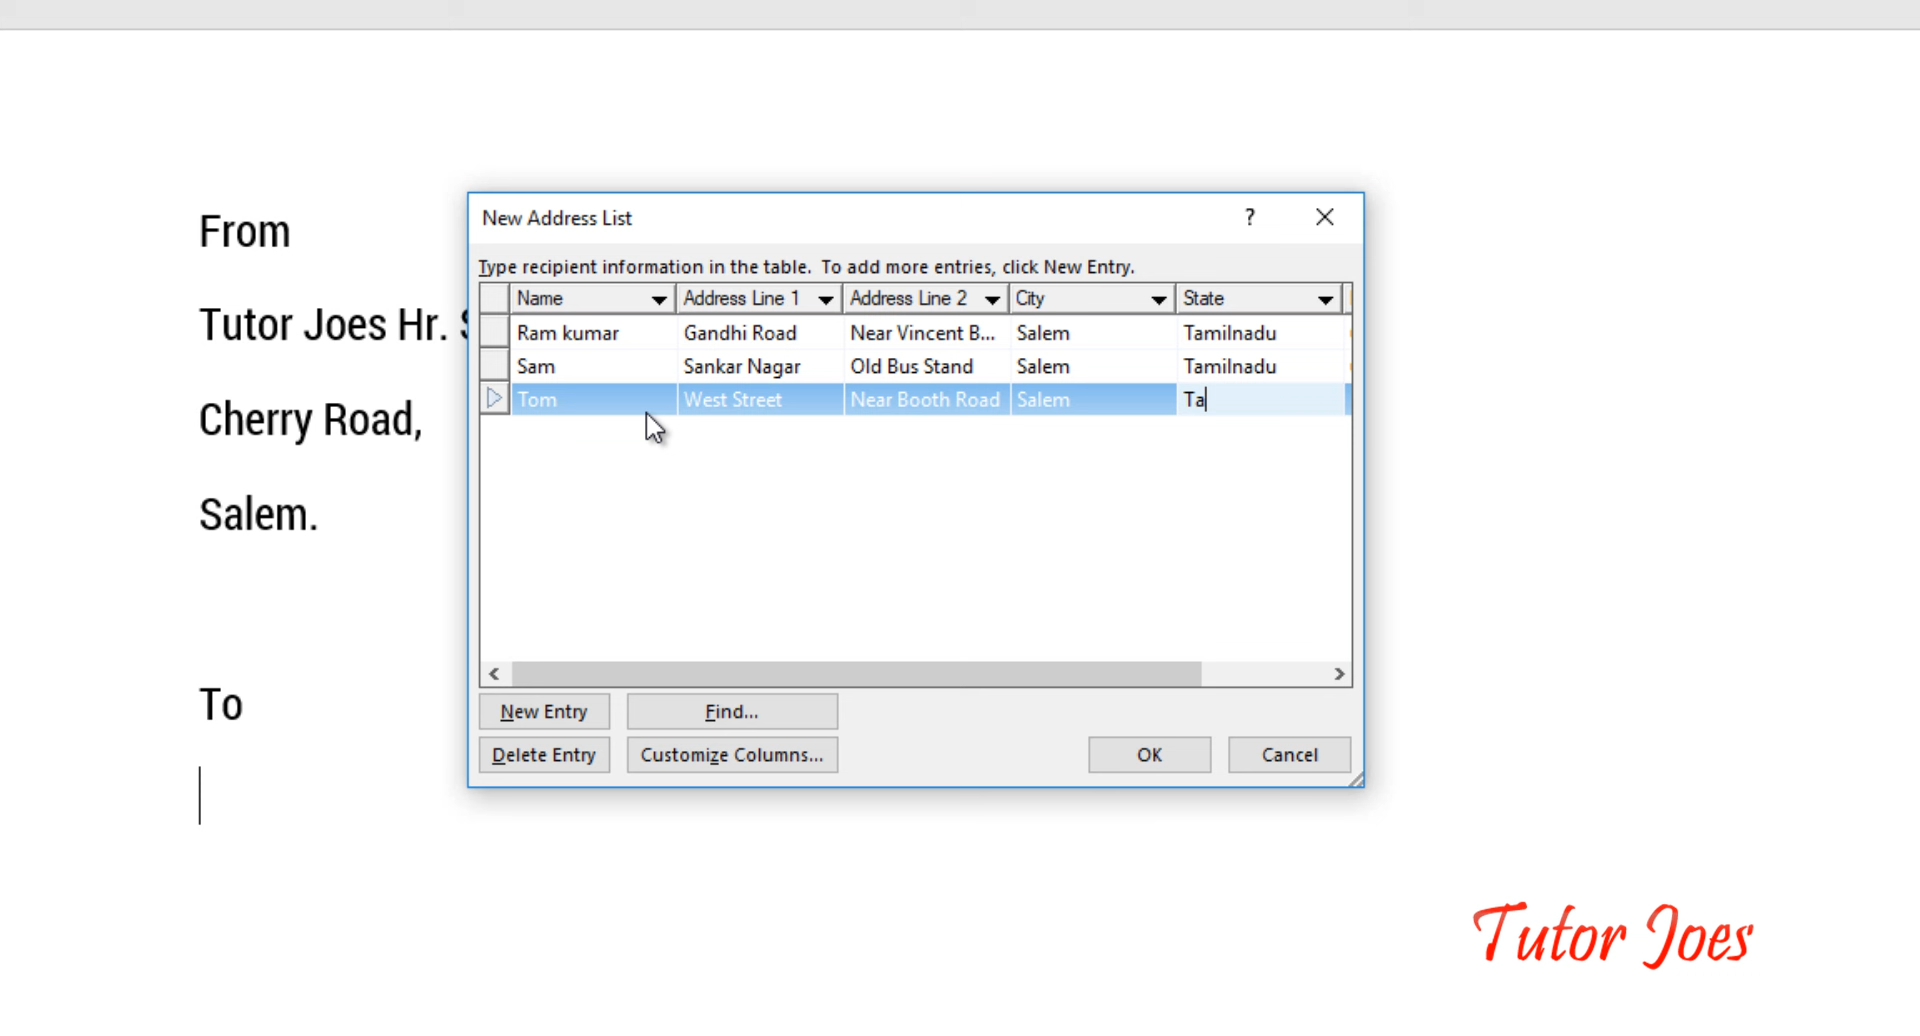 From
Tutor Joes Hr.
Cherry Road,
Salem.
To
New Address List
?
Type recipient information in the table. To add more entries, click New Entry.
Name Address Line 1 Address Line 2 City State
Ram kumar Gandhi Road Near Vincent B... Salem Tamilnadu
Sam Sankar Nagar Old Bus Stand Salem Tamilnadu
Tom West Street Near Booth Road Salem Ta
New Entry Find...
Delete Entry Customize Columns... OK Cancel
Tutor Joes